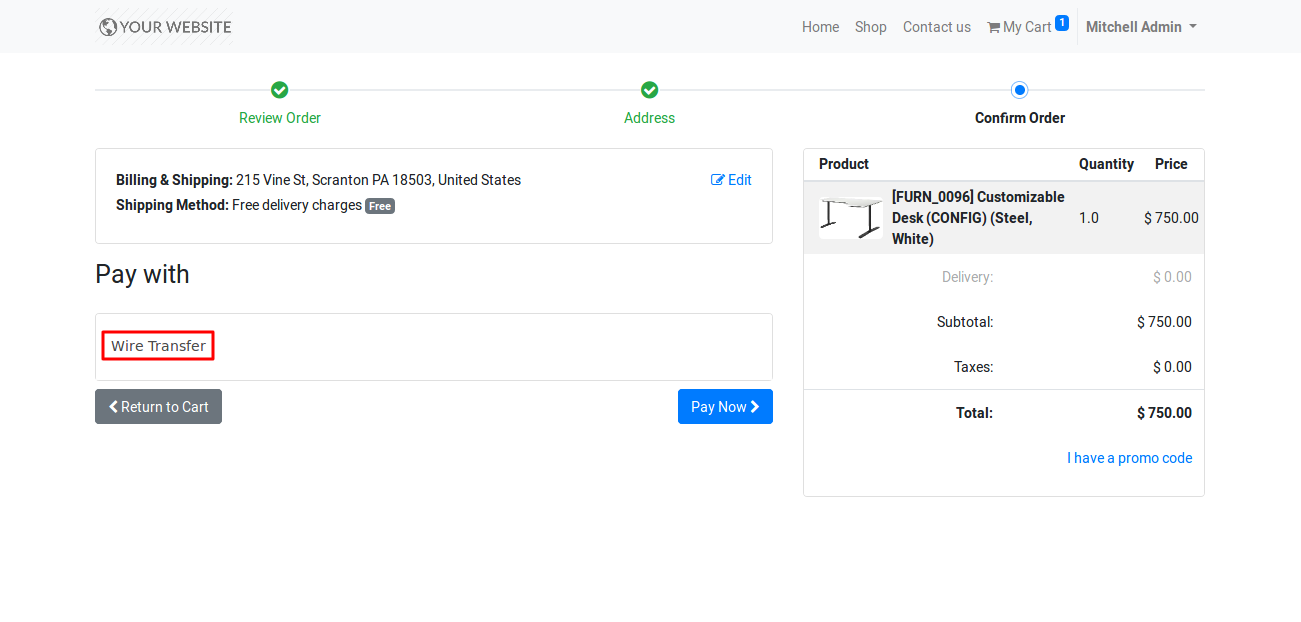 YOUR WEBSITE
Home Shop Contact us My Cart 1 Mitchell Admin
Review Order Address Confirm Order
Billing & Shipping: 215 Vine St, Scranton PA 18503, United States Edit
Shipping Method: Free delivery charges Free
Pay with
Wire Transfer
Return to Cart Pay Now
Product Quantity Price
[FURN_0096] Customizable
Desk (CONFIG) (Steel, 1.0 $ 750.00
White)
Delivery: $ 0.00
Subtotal: $ 750.00
Taxes: $ 0.00
Total: $ 750.00
I have a promo code